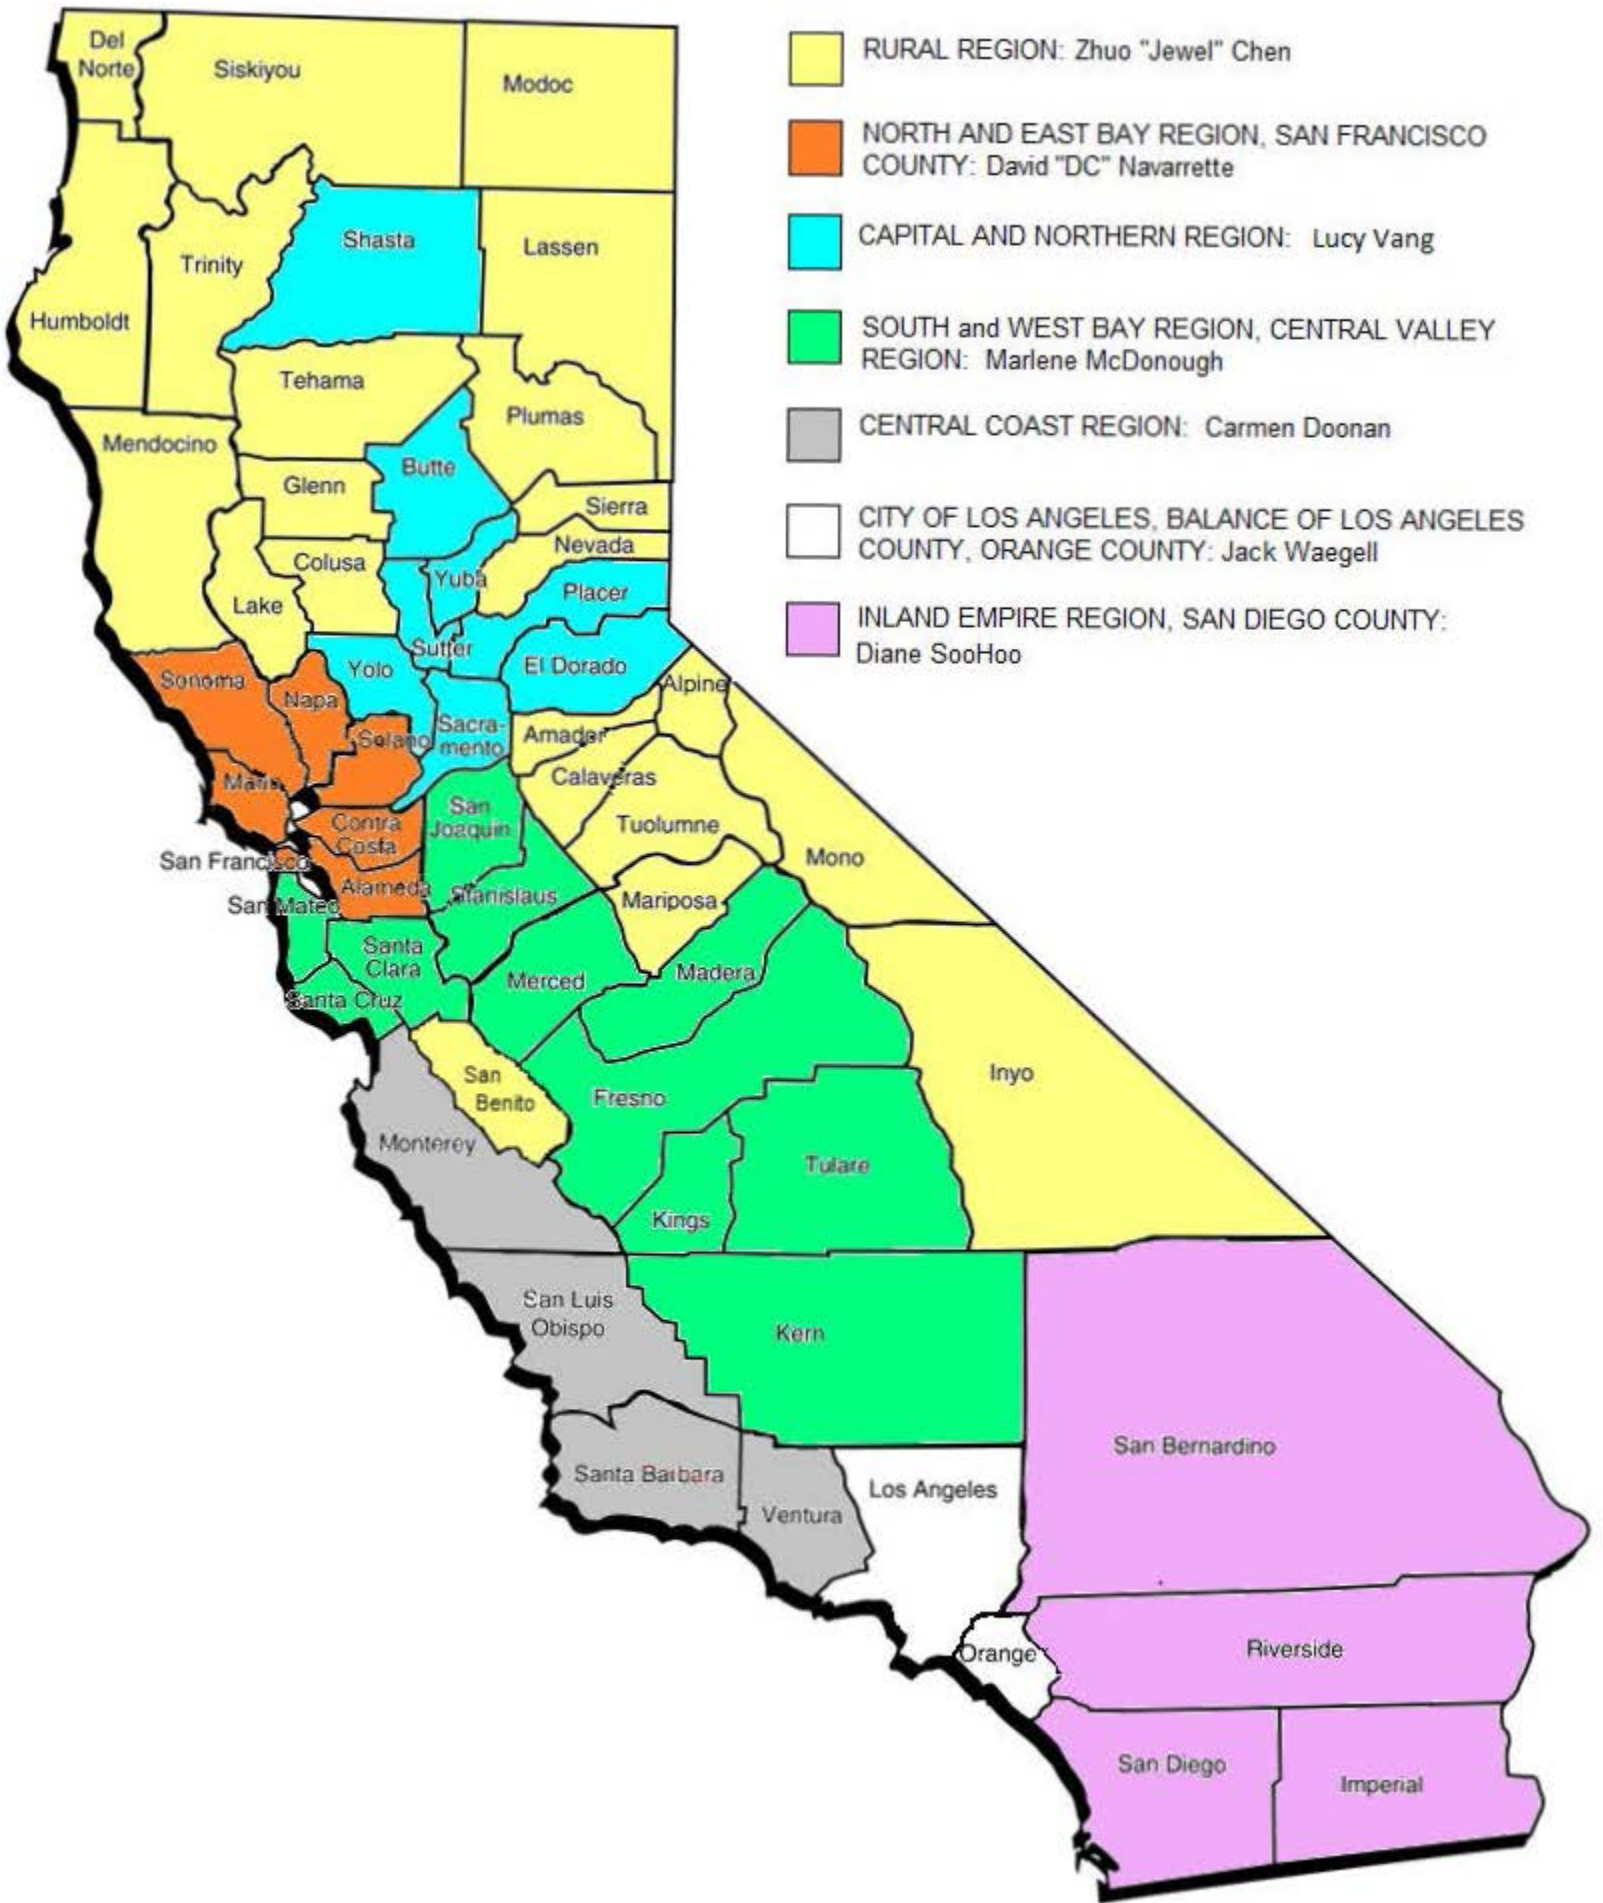 RURAL REGION: Zhuo "Jewel" Chen
NORTH AND EAST BAY REGION, SAN FRANCISCO
COUNTY: David "DC" Navarrette
CAPITAL AND NORTHERN REGION: Lucy Vang
SOUTH and WEST BAY REGION, CENTRAL VALLEY
REGION: Marlene McDonough
CENTRAL COAST REGION: Carmen Doonan
CITY OF LOS ANGELES, BALANCE OF LOS ANGELES
COUNTY, ORANGE COUNTY: Jack Waegell
INLAND EMPIRE REGION, SAN DIEGO COUNTY:
Diane SooHoo
Del
Norte
Siskiyou
Modoc
Shasta
Lassen
Trinity
Humboldt
Tehama
Plumas
Mendocino
Butte
Glenn
Sierra
Nevada
Colusa
Yuba
Placer
Lake
Sutter
El Dorado
Yolo
Sonoma
Napa
Alpine
Sacra-
mento
Amador
Solano
Calaveras
Marin
San
Joaquin
Contra
Costa
Tuolumne
Mono
San Francisco
Alameda
Stanislaus
Mariposa
San Mateo
Santa
Clara
Madera
Merced
Santa Cruz
Inyo
San
Benito
Fresno
Monterey
Tulare
Kings
San Luis
Obispo
Kern
San Bernardino
Santa Barbara
Los Angeles
Ventura
Orange
Riverside
San Diego
Imperial